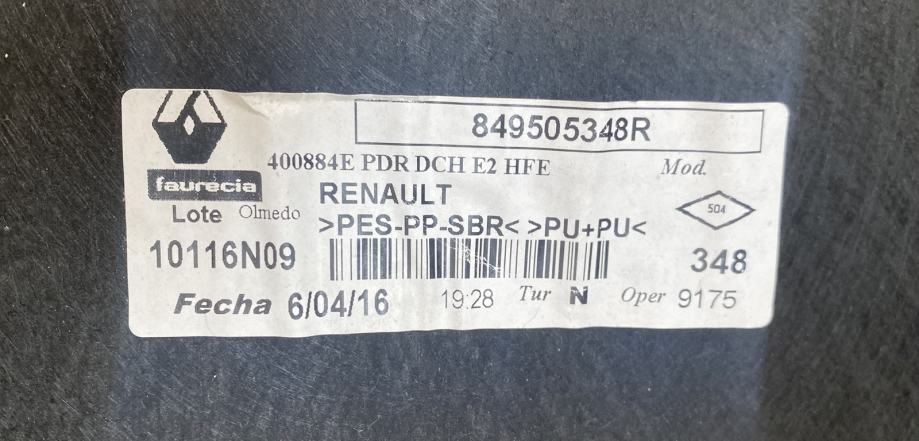 849505348R
400884E PDR DCH E2 HFE Mod.
faurecia RENAULT
Lote Olmedo >PES-PP-SBR< >PU+PU< 504
10116N09 348
Fecha 6/04/16 19:28 Tur N Oper 9175